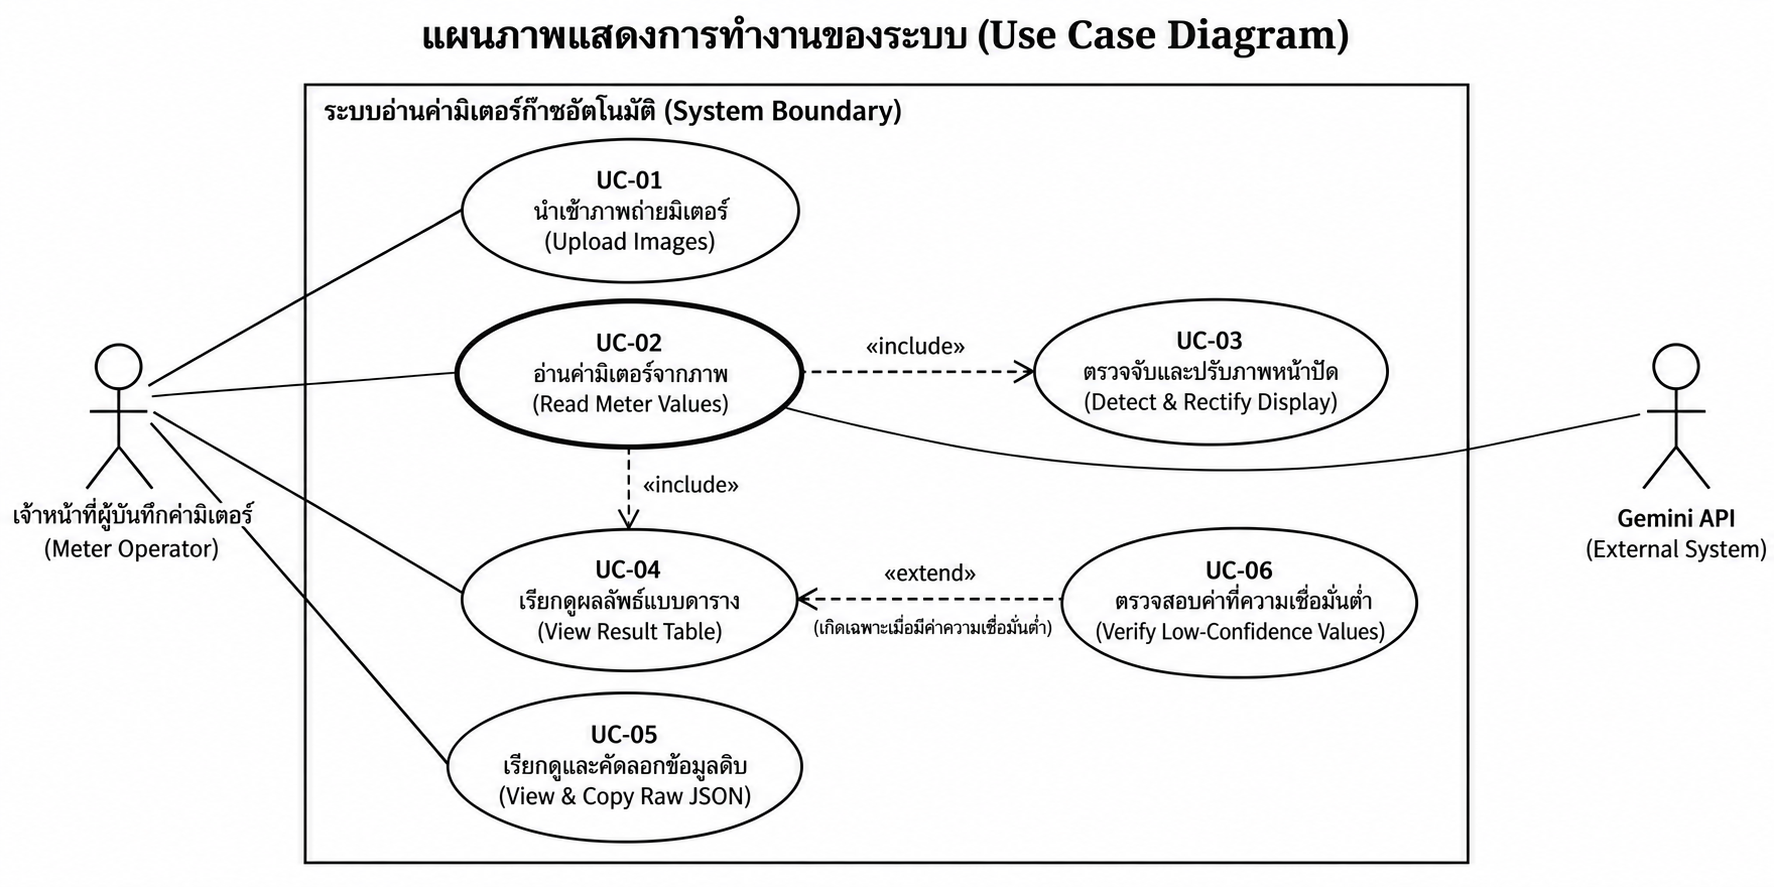 แผนภาพแสดงการทำงานของระบบ (Use Case Diagram)
ระบบอ่านค่ามิเตอร์ก๊าซอัตโนมัติ (System Boundary)
UC-01
นำเข้าภาพถ่ายมิเตอร์
(Upload Images)
UC-02
อ่านค่ามิเตอร์จากภาพ
(Read Meter Values)
«include»
UC-03
ตรวจจับและปรับภาพหน้าปัด
(Detect & Rectify Display)
«include»
เจ้าหน้าที่ผู้บันทึกค่ามิเตอร์
(Meter Operator)
Gemini API
(External System)
UC-04
เรียกดูผลลัพธ์แบบตาราง
(View Result Table)
«extend»
(เกิดเฉพาะเมื่อมีค่าความเชื่อมั่นต่ำ)
UC-06
ตรวจสอบค่าที่ความเชื่อมั่นต่ำ
(Verify Low-Confidence Values)
UC-05
เรียกดูและคัดลอกข้อมูลดิบ
(View & Copy Raw JSON)